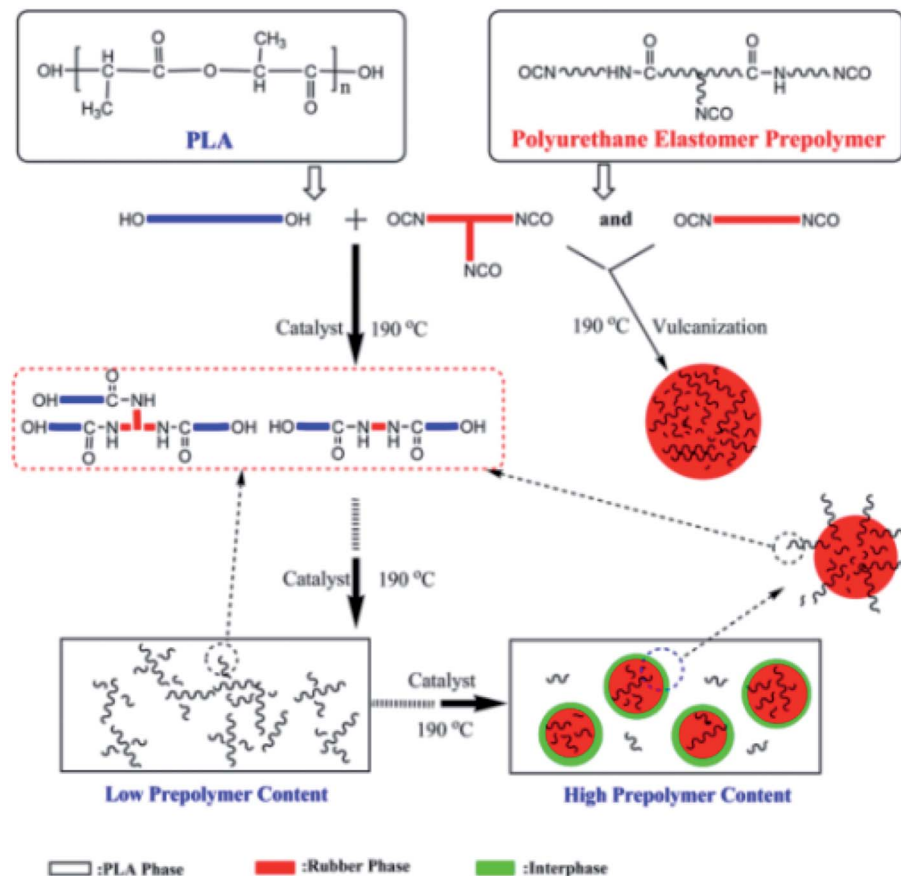 OH
H
C
H₃C
O
C
O
CH₃
C
H
C
O
n
OH
PLA
OCN
HN
C
O
O
C
N
H
NCO
NCO
Polyurethane Elastomer Prepolymer
HO OH + OCN NCO and OCN NCO
NCO
Catalyst 190 °C
190 °C Vulcanization
O
OH C NH
OH C N N C OH
O H H O
HO C N N C OH
O H H O
Catalyst 190 °C
Catalyst
190 °C
Low Prepolymer Content
High Prepolymer Content
:PLA Phase :Rubber Phase :Interphase